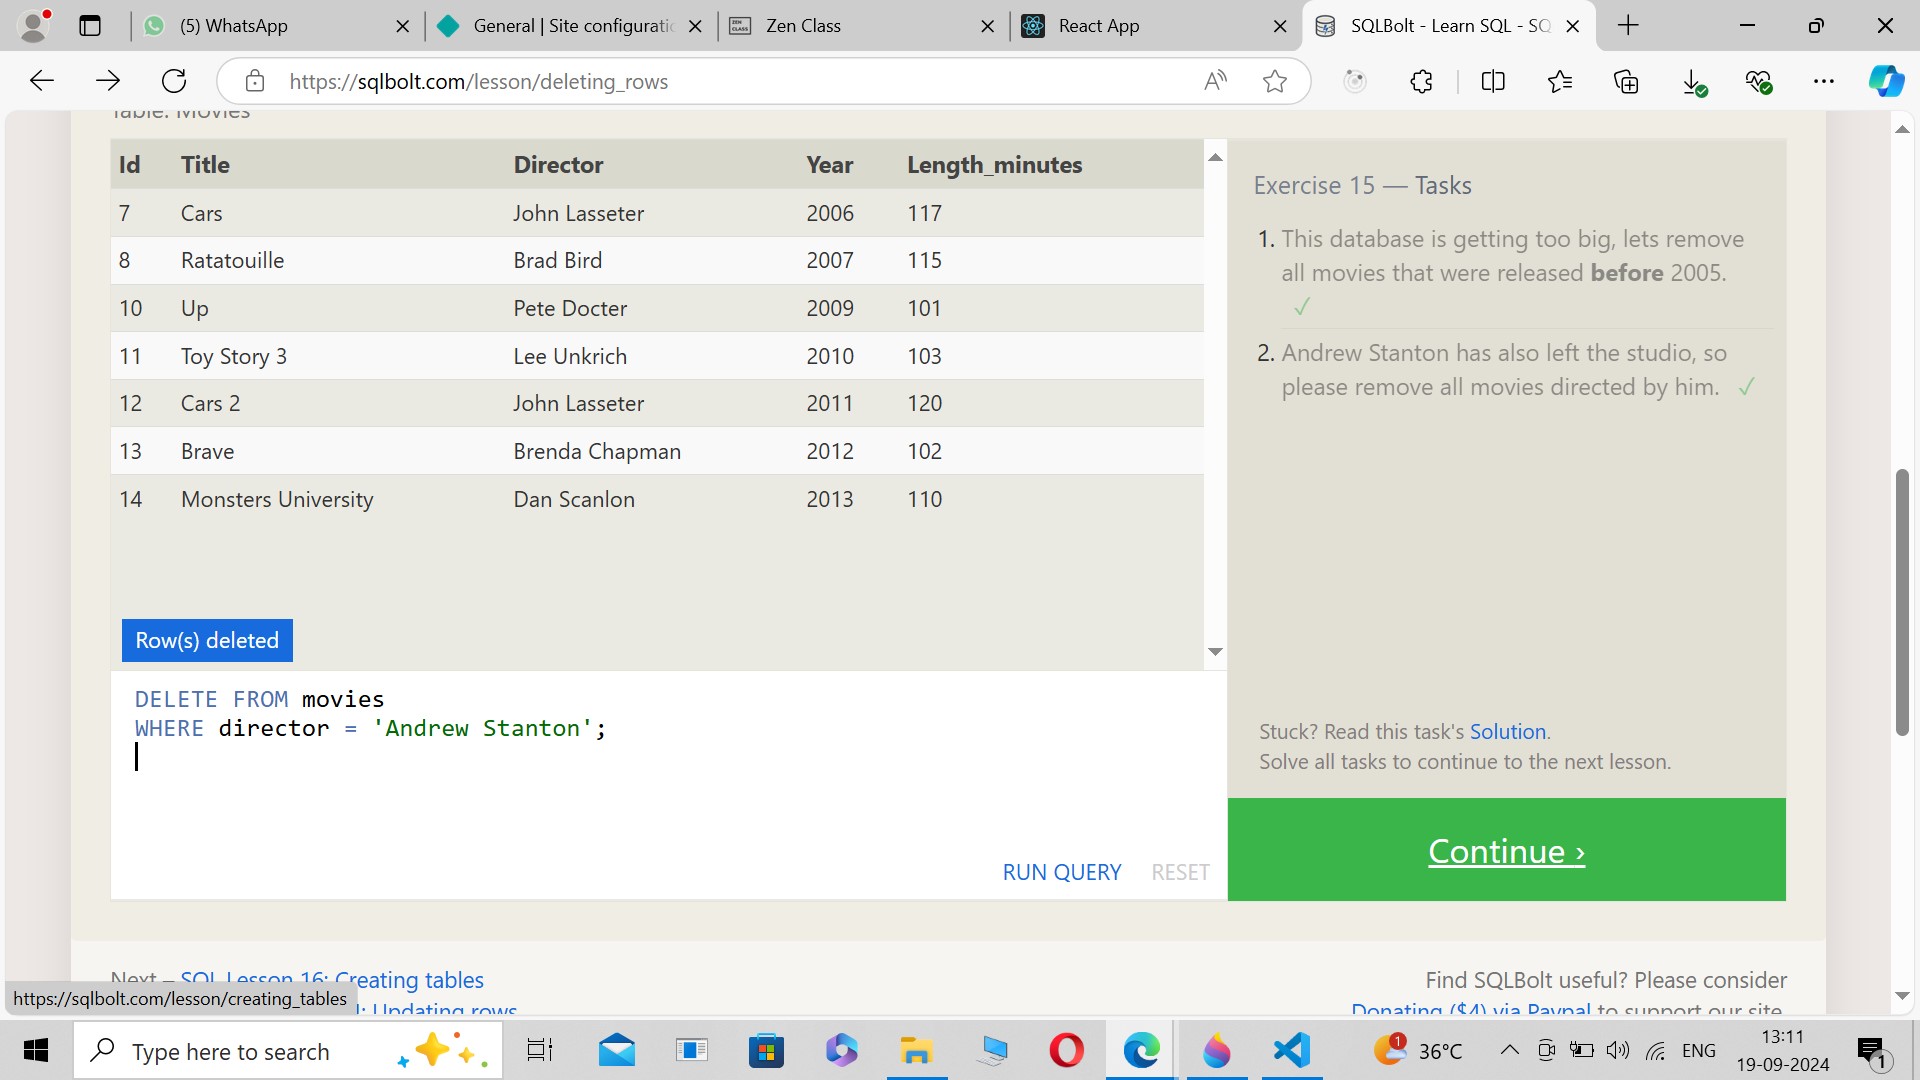 (5) WhatsApp
General | Site configuratio
Zen Class
React App
SQLBolt - Learn SQL - SQ
https://sqlbolt.com/lesson/deleting_rows
Table: Movies
Id Title Director Year Length_minutes
7 Cars John Lasseter 2006 117
8 Ratatouille Brad Bird 2007 115
10 Up Pete Docter 2009 101
11 Toy Story 3 Lee Unkrich 2010 103
12 Cars 2 John Lasseter 2011 120
13 Brave Brenda Chapman 2012 102
14 Monsters University Dan Scanlon 2013 110
Row(s) deleted
DELETE FROM movies
WHERE director = 'Andrew Stanton';
RUN QUERY RESET
Exercise 15 — Tasks
1. This database is getting too big, lets remove
all movies that were released before 2005.
✓
2. Andrew Stanton has also left the studio, so
please remove all movies directed by him. ✓
Stuck? Read this task's Solution.
Solve all tasks to continue to the next lesson.
Continue ›
Next – SQL Lesson 16: Creating tables
https://sqlbolt.com/lesson/creating_tables
: Updating rows
Find SQLBolt useful? Please consider
Donating ($4) via Paypal to support our site.
Type here to search
1
36°C
ENG
13:11
19-09-2024
1